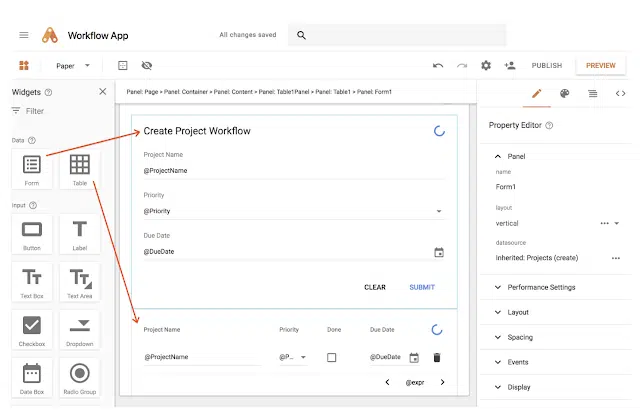 Workflow App
All changes saved
Paper
PUBLISH
PREVIEW
Widgets
Filter
Data
Form
Table
Input
Button
Label
Text Box
Text Area
Checkbox
Dropdown
Date Box
Radio Group
Panel: Page > Panel: Container > Panel: Content > Panel: Table1Panel > Panel: Table1 > Panel: Form1
Create Project Workflow
Project Name
@ProjectName
Priority
@Priority
Due Date
@DueDate
CLEAR
SUBMIT
Project Name Priority Done Due Date
@ProjectName @P... @DueDate
@expr
Property Editor
Panel
name
Form1
layout
vertical
datasource
Inherited: Projects (create)
Performance Settings
Layout
Spacing
Events
Display